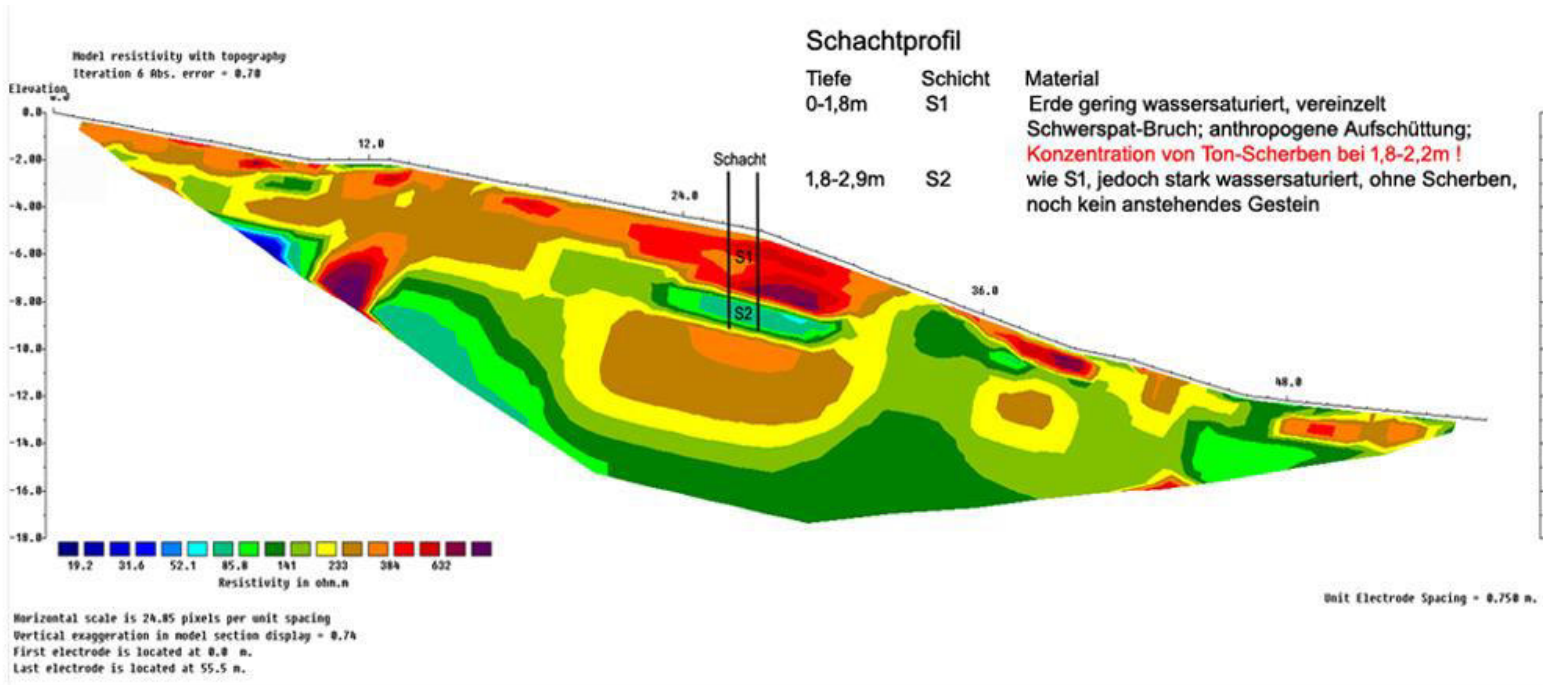 Model resistivity with topography
Iteration 6 Abs. error = 0.70
Elevation
0.0
-2.00
-4.00
-6.00
-8.00
-10.0
-12.0
-14.0
-16.0
-18.0
12.0
24.0
36.0
48.0
Schacht
S1
S2
Schachtprofil
Tiefe Schicht Material
0-1,8m S1 Erde gering wassersaturiert, vereinzelt
Schwerspat-Bruch; anthropogene Aufschüttung;
Konzentration von Ton-Scherben bei 1,8-2,2m !
1,8-2,9m S2 wie S1, jedoch stark wassersaturiert, ohne Scherben,
noch kein anstehendes Gestein
19.2 31.6 52.1 85.8 141 233 384 632
Resistivity in ohm.m
Unit Electrode Spacing = 0.750 m.
Horizontal scale is 24.05 pixels per unit spacing
Vertical exaggeration in model section display = 0.74
First electrode is located at 0.0 m.
Last electrode is located at 55.5 m.